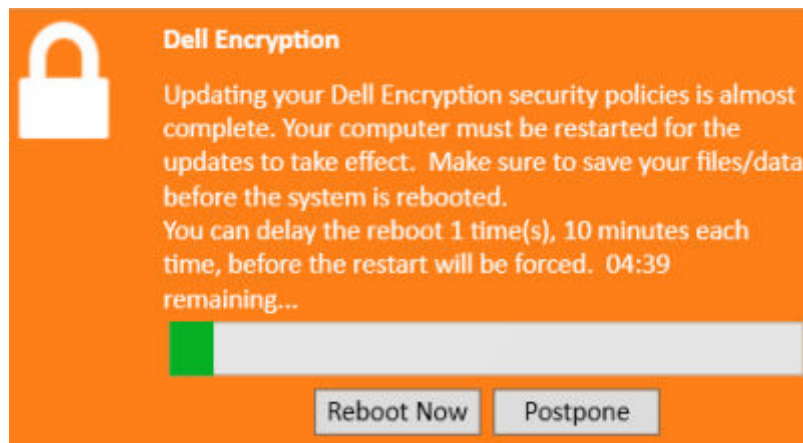 Dell Encryption
Updating your Dell Encryption security policies is almost
complete. Your computer must be restarted for the
updates to take effect.  Make sure to save your files/data
before the system is rebooted.
You can delay the reboot 1 time(s), 10 minutes each
time, before the restart will be forced.  04:39
remaining...
Reboot Now
Postpone